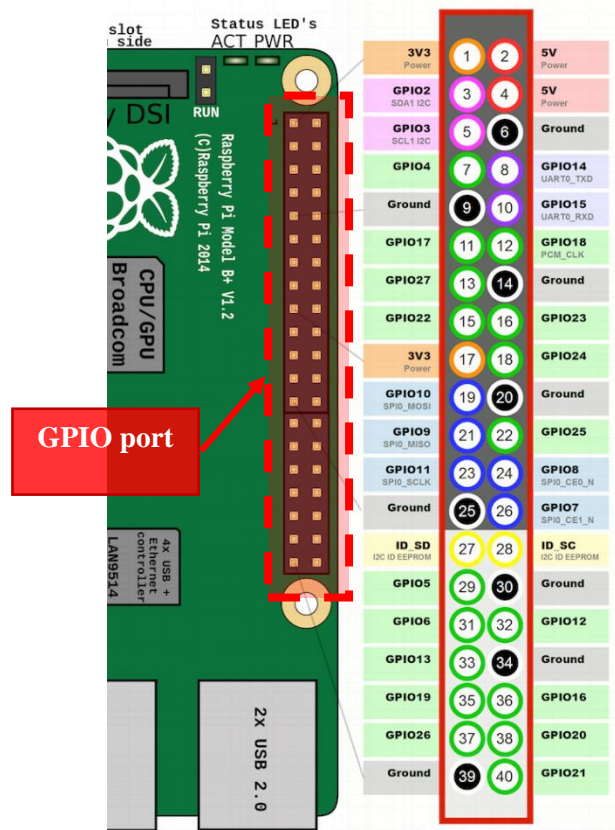 slot
side
Status LED's
ACT PWR
DSI
RUN
1
Raspberry Pi Model B+ V1.2
(C)Raspberry Pi 2014
CPU/GPU
Broadcom
GPIO port
4x USB +
Ethernet
controller
LAN9514
2x USB 2.0
3V3 1 2 5V
Power Power
GPIO2 3 4 5V
SDA1 I2C Power
GPIO3 5 6 Ground
SCL1 I2C
GPIO4 7 8 GPIO14
UART0_TXD
Ground 9 10 GPIO15
UART0_RXD
GPIO17 11 12 GPIO18
PCM_CLK
GPIO27 13 14 Ground
GPIO22 15 16 GPIO23
3V3 17 18 GPIO24
Power
GPIO10 19 20 Ground
SPI0_MOSI
GPIO9 21 22 GPIO25
SPI0_MISO
GPIO11 23 24 GPIO8
SPI0_SCLK SPI0_CE0_N
Ground 25 26 GPIO7
SPI0_CE1_N
ID_SD 27 28 ID_SC
I2C ID EEPROM I2C ID EEPROM
GPIO5 29 30 Ground
GPIO6 31 32 GPIO12
GPIO13 33 34 Ground
GPIO19 35 36 GPIO16
GPIO26 37 38 GPIO20
Ground 39 40 GPIO21